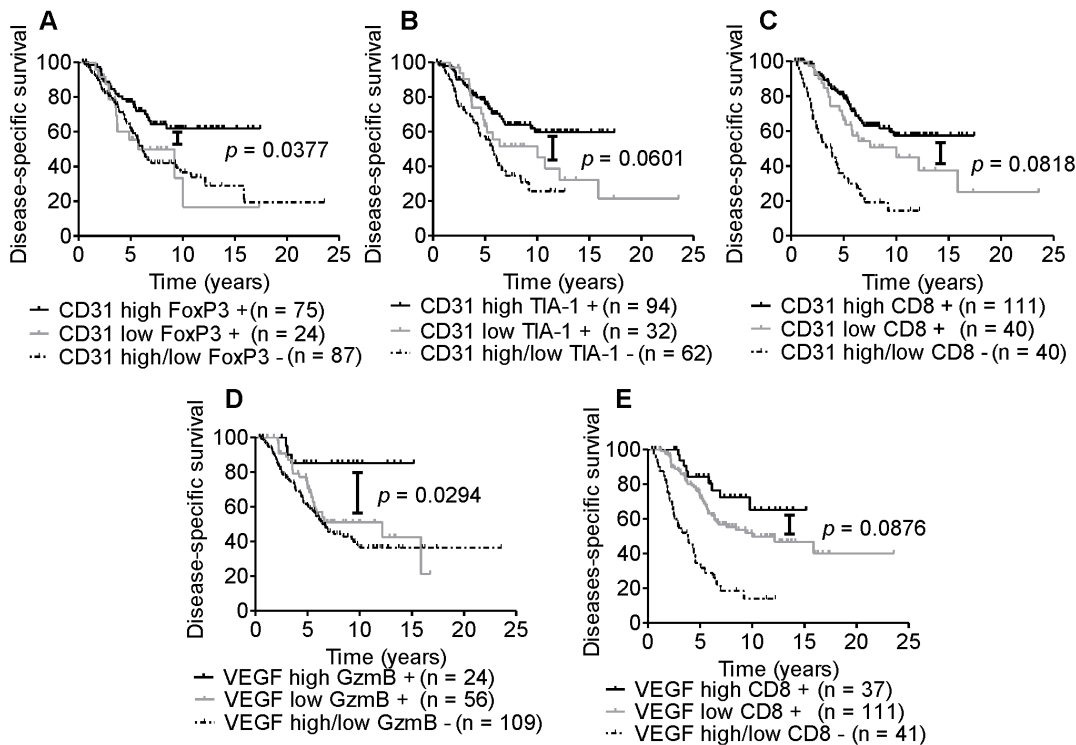 A
Disease-specific survival
100
80
60
40
20
0
p = 0.0377
0 5 10 15 20 25
Time (years)
CD31 high FoxP3 + (n = 75)
CD31 low FoxP3 + (n = 24)
CD31 high/low FoxP3 - (n = 87)
B
Disease-specific survival
100
80
60
40
20
0
p = 0.0601
0 5 10 15 20 25
Time (years)
CD31 high TIA-1 + (n = 94)
CD31 low TIA-1 + (n = 32)
CD31 high/low TIA-1 - (n = 62)
C
Disease-specific survival
100
80
60
40
20
0
p = 0.0818
0 5 10 15 20 25
Time (years)
CD31 high CD8 + (n = 111)
CD31 low CD8 + (n = 40)
CD31 high/low CD8 - (n = 40)
D
Disease-specific survival
100
80
60
40
20
0
p = 0.0294
0 5 10 15 20 25
Time (years)
VEGF high GzmB + (n = 24)
VEGF low GzmB + (n = 56)
VEGF high/low GzmB - (n = 109)
E
Diseases-specific survival
100
80
60
40
20
0
p = 0.0876
0 5 10 15 20 25
Time (years)
VEGF high CD8 + (n = 37)
VEGF low CD8 + (n = 111)
VEGF high/low CD8 - (n = 41)